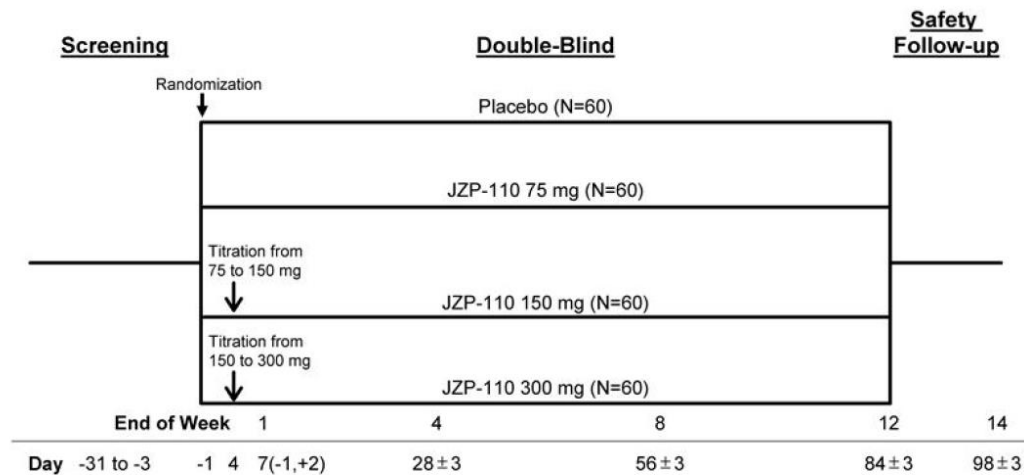 Screening
Double-Blind
Safety
Follow-up
Randomization
Placebo (N=60)
JZP-110 75 mg (N=60)
Titration from
75 to 150 mg
JZP-110 150 mg (N=60)
Titration from
150 to 300 mg
JZP-110 300 mg (N=60)
End of Week 1 4 8 12 14
Day -31 to -3 -1 4 7(-1,+2) 28±3 56±3 84±3 98±3